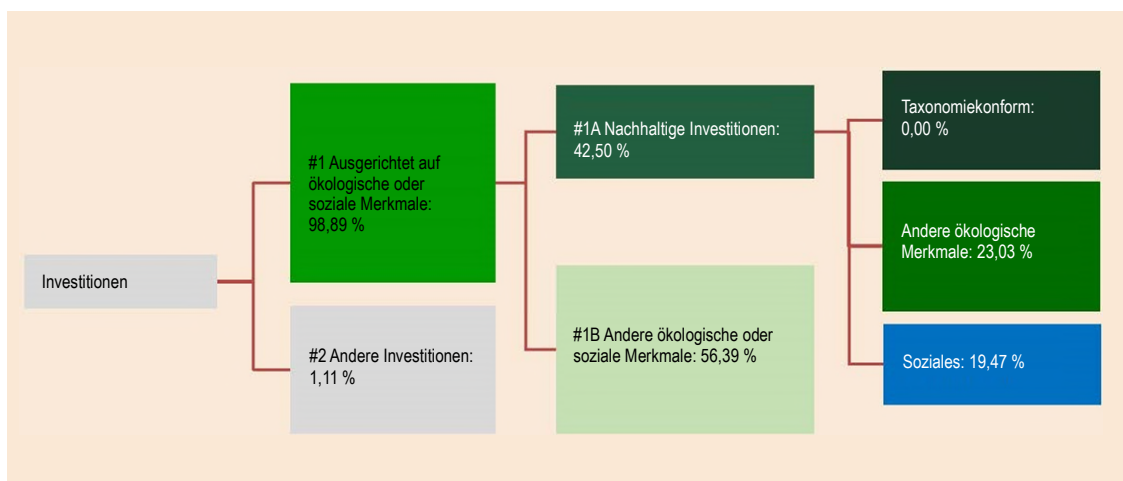 Investitionen
#1 Ausgerichtet auf
ökologische oder
soziale Merkmale:
98,89 %
#2 Andere Investitionen:
1,11 %
#1A Nachhaltige Investitionen:
42,50 %
#1B Andere ökologische oder
soziale Merkmale: 56,39 %
Taxonomiekonform:
0,00 %
Andere ökologische
Merkmale: 23,03 %
Soziales: 19,47 %